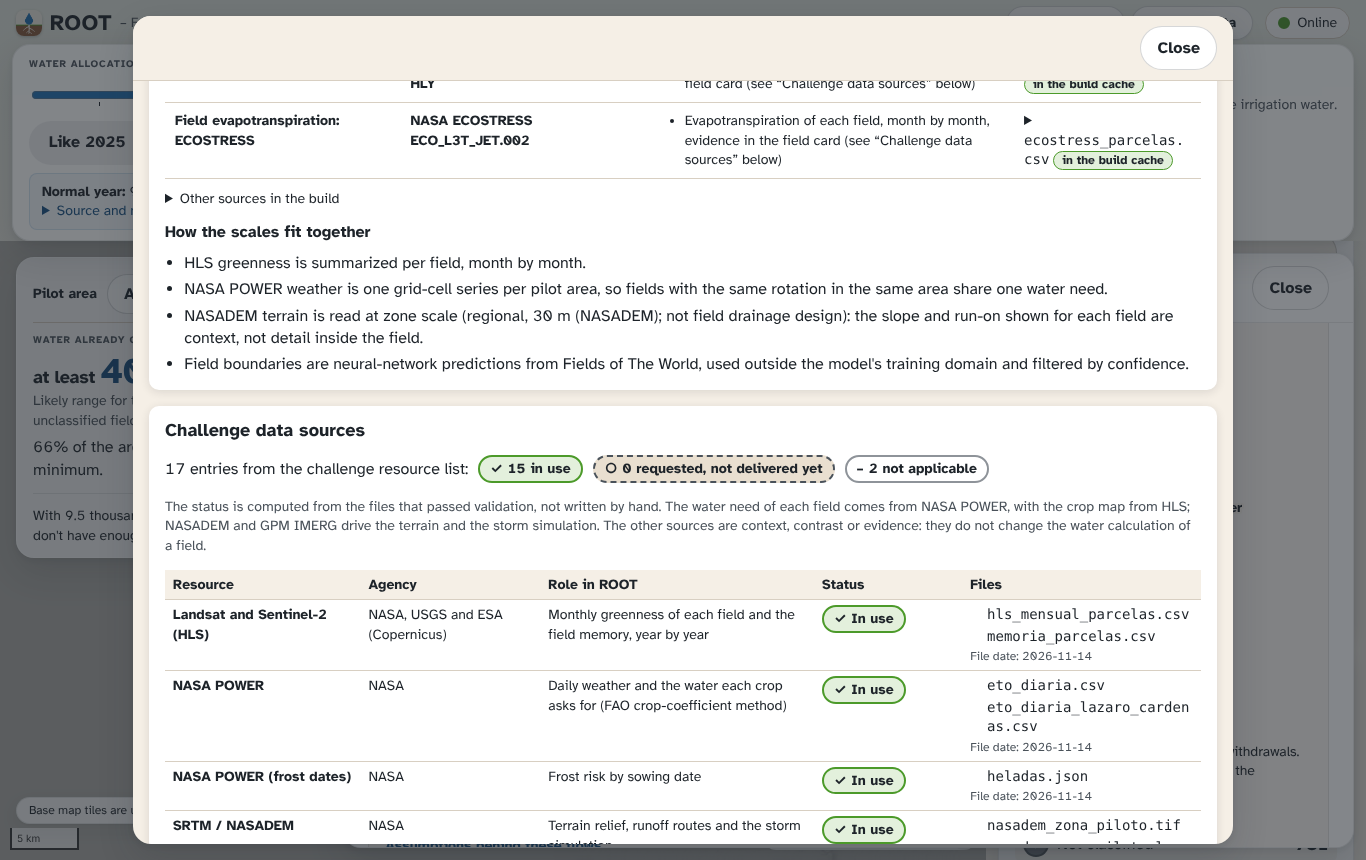 ROOT
Online
WATER ALLOCATIO
Close
HLY
field card (see “Challenge data sources” below)
in the build cache
Field evapotranspiration:
ECOSTRESS
NASA ECOSTRESS
ECO_L3T_JET.002
Evapotranspiration of each field, month by month,
evidence in the field card (see “Challenge data
sources” below)
ecostress_parcelas.
csv in the build cache
Other sources in the build
How the scales fit together
HLS greenness is summarized per field, month by month.
NASA POWER weather is one grid-cell series per pilot area, so fields with the same rotation in the same area share one water need.
NASADEM terrain is read at zone scale (regional, 30 m (NASADEM); not field drainage design): the slope and run-on shown for each field are
context, not detail inside the field.
Field boundaries are neural-network predictions from Fields of The World, used outside the model's training domain and filtered by confidence.
Challenge data sources
17 entries from the challenge resource list: ✓ 15 in use ○ 0 requested, not delivered yet – 2 not applicable
The status is computed from the files that passed validation, not written by hand. The water need of each field comes from NASA POWER, with the crop map from HLS;
NASADEM and GPM IMERG drive the terrain and the storm simulation. The other sources are context, contrast or evidence: they do not change the water calculation of
a field.
Resource Agency Role in ROOT Status Files
Landsat and Sentinel-2
(HLS)
NASA, USGS and ESA
(Copernicus)
Monthly greenness of each field and the
field memory, year by year
✓ In use
hls_mensual_parcelas.csv
memoria_parcelas.csv
File date: 2026-11-14
NASA POWER
NASA
Daily weather and the water each crop
asks for (FAO crop-coefficient method)
✓ In use
eto_diaria.csv
eto_diaria_lazaro_carden
as.csv
File date: 2026-11-14
NASA POWER (frost dates)
NASA
Frost risk by sowing date
✓ In use
heladas.json
File date: 2026-11-14
SRTM / NASADEM
NASA
Terrain relief, runoff routes and the storm
✓ In use
nasadem_zona_piloto.tif
Like 2025
Normal year:
Source and
irrigation water.
Pilot area
Close
WATER ALREADY
at least 40
Likely range for
unclassified field
66% of the
minimum.
With 9.5
don't have
withdrawals.
the
Base map tiles are
5 km